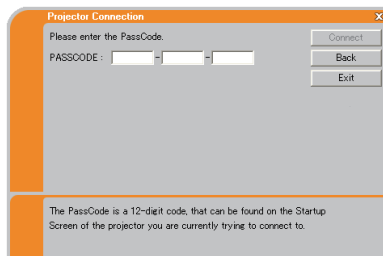 Projector Connection
x
Please enter the PassCode.
Connect
PASSCODE : - -
Back
Exit
The PassCode is a 12-digit code, that can be found on the Startup
Screen of the projector you are currently trying to connect to.